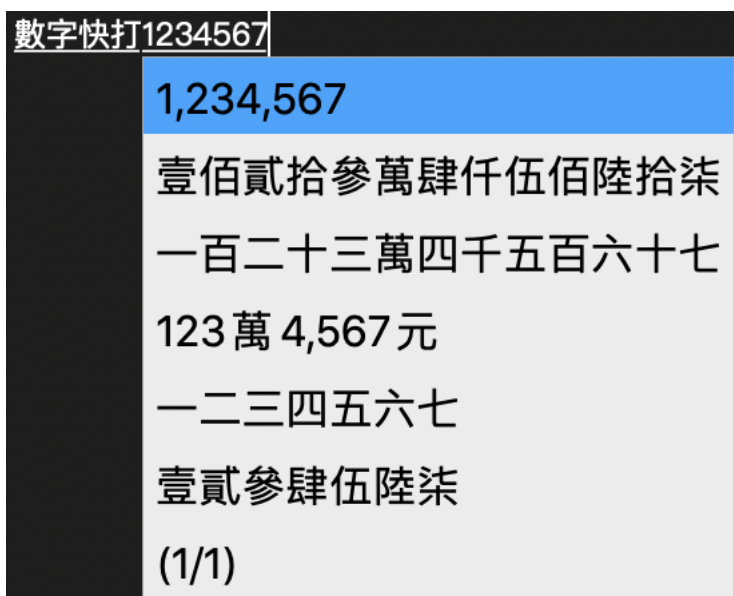 數字快打1234567
1,234,567
壹佰貳拾參萬肆仟伍佰陸拾柒
一百二十三萬四千五百六十七
123萬4,567元
一二三四五六七
壹貳參肆伍陸柒
(1/1)